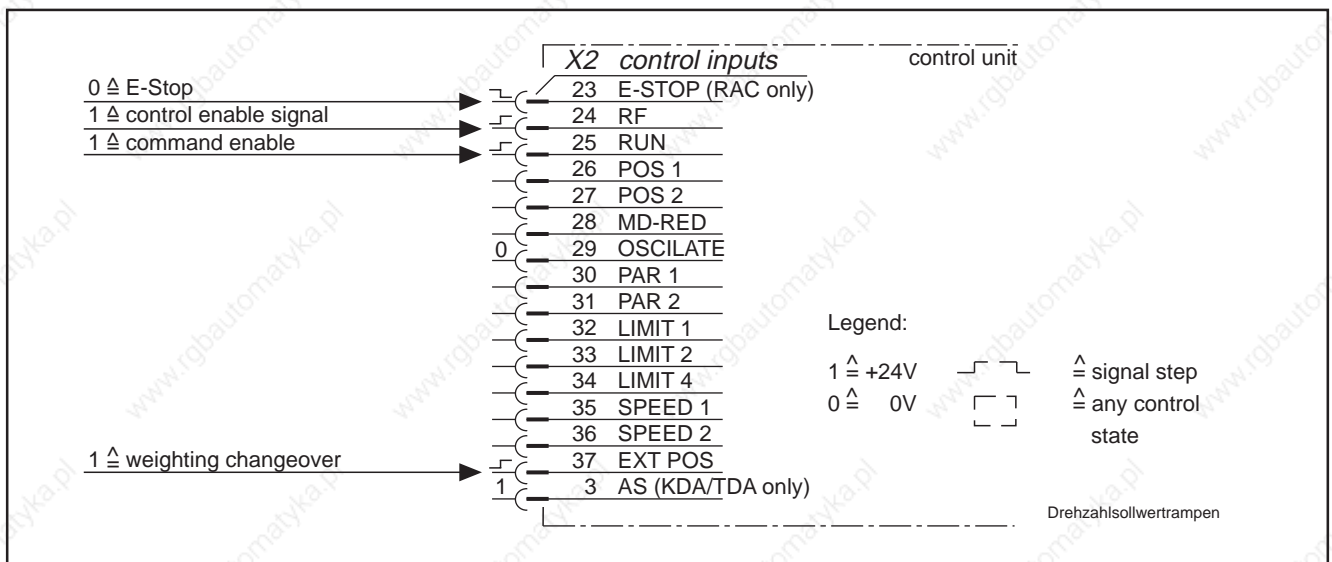 X2 control inputs
control unit
0 ≙ E-Stop
23 E-STOP (RAC only)
1 ≙ control enable signal
24 RF
1 ≙ command enable
25 RUN
26 POS 1
27 POS 2
28 MD-RED
0 29 OSCILATE
30 PAR 1
31 PAR 2
32 LIMIT 1
33 LIMIT 2
34 LIMIT 4
35 SPEED 1
36 SPEED 2
1 ≙ weighting changeover
37 EXT POS
1 3 AS (KDA/TDA only)
Legend:
1 ≙ +24V ≙ signal step
0 ≙ 0V ≙ any control
state
Drehzahlsollwertrampen
www.rgbautomatyka.pl